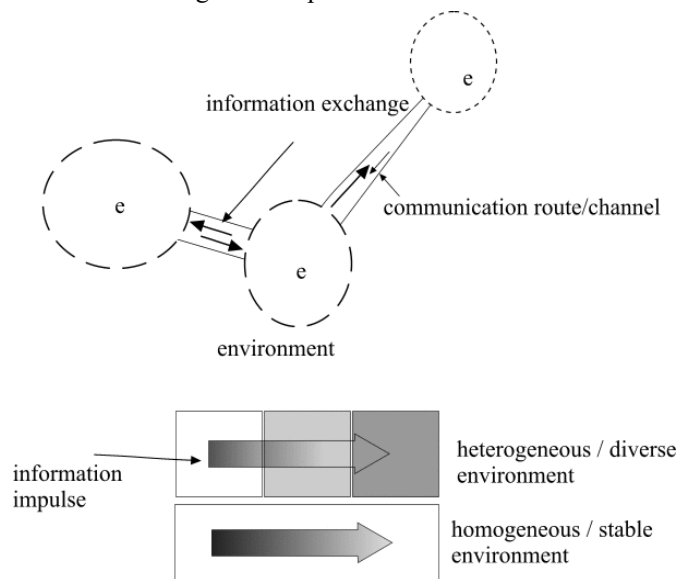 information exchange
e
e
communication route/channel
e
environment
information
impulse
heterogeneous / diverse
environment
homogeneous / stable
environment